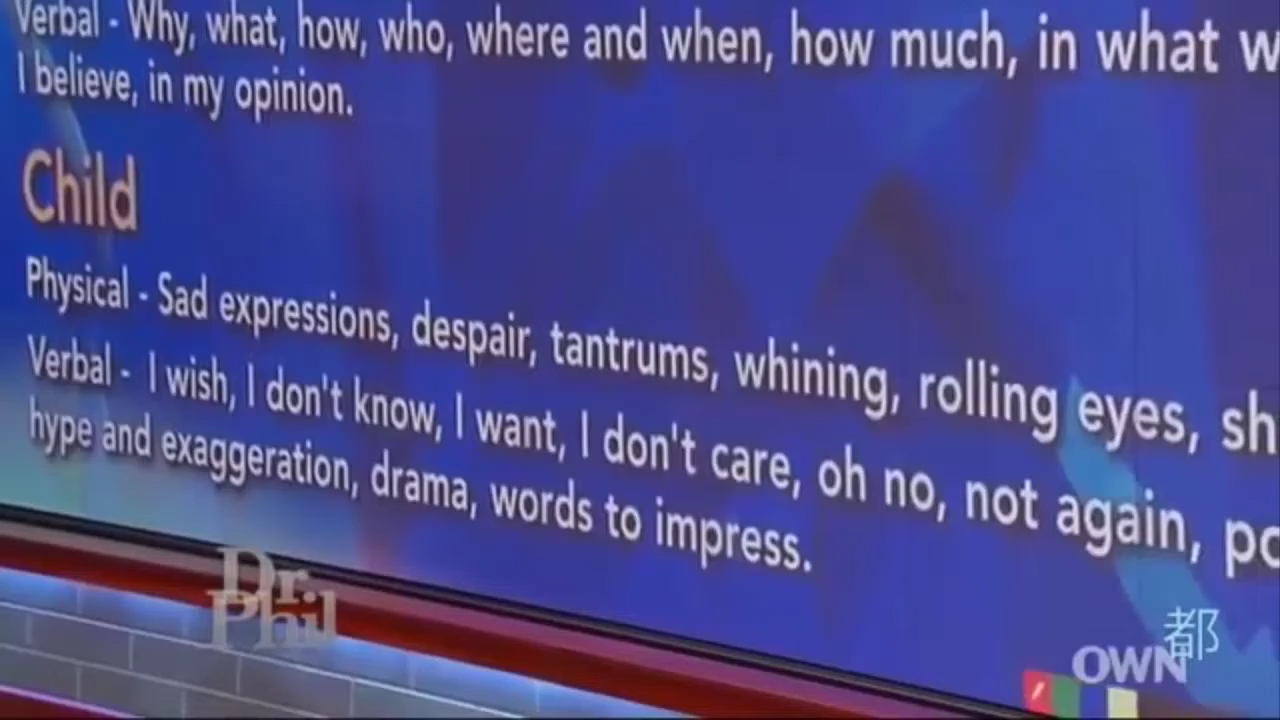 Verbal - Why, what, how, who, where and when, how much, in what
I believe, in my opinion.
Child
Physical - Sad expressions, despair, tantrums, whining, rolling eyes,
Verbal - I wish, I don't know, I want, I don't care, oh no, not again,
hype and exaggeration, drama, words to impress.
Dr.
Phil
都
OWN